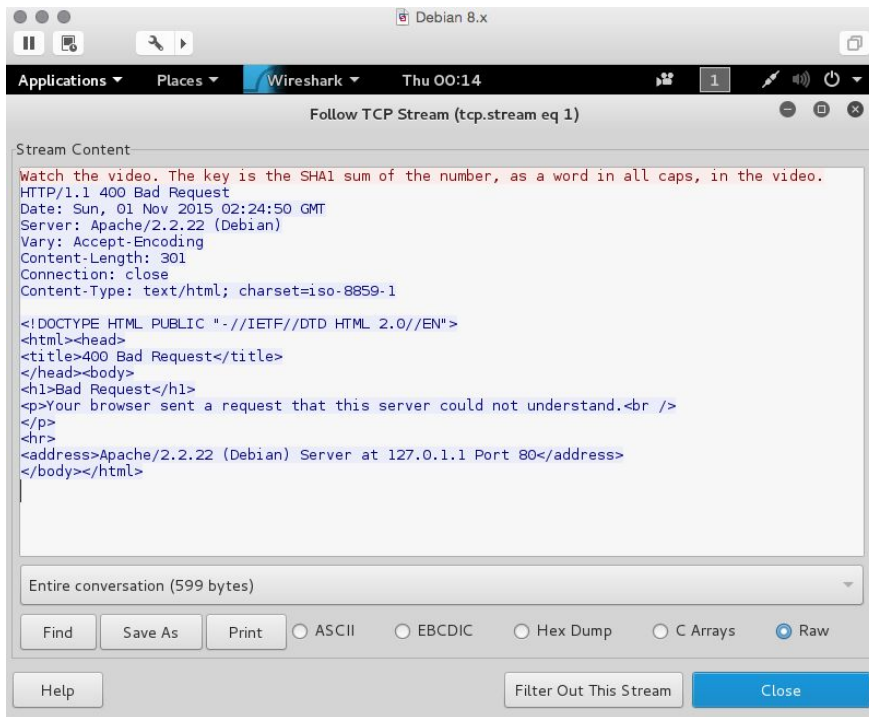 Debian 8.x
Applications Places Wireshark Thu 00:14 1
Follow TCP Stream (tcp.stream eq 1)
Stream Content
Watch the video. The key is the SHA1 sum of the number, as a word in all caps, in the video.
HTTP/1.1 400 Bad Request
Date: Sun, 01 Nov 2015 02:24:50 GMT
Server: Apache/2.2.22 (Debian)
Vary: Accept-Encoding
Content-Length: 301
Connection: close
Content-Type: text/html; charset=iso-8859-1
<!DOCTYPE HTML PUBLIC "-//IETF//DTD HTML 2.0//EN">
<html><head>
<title>400 Bad Request</title>
</head><body>
<h1>Bad Request</h1>
<p>Your browser sent a request that this server could not understand.<br />
</p>
<hr>
<address>Apache/2.2.22 (Debian) Server at 127.0.1.1 Port 80</address>
</body></html>
Entire conversation (599 bytes)
Find Save As Print ASCII EBCDIC Hex Dump C Arrays Raw
Help Filter Out This Stream Close